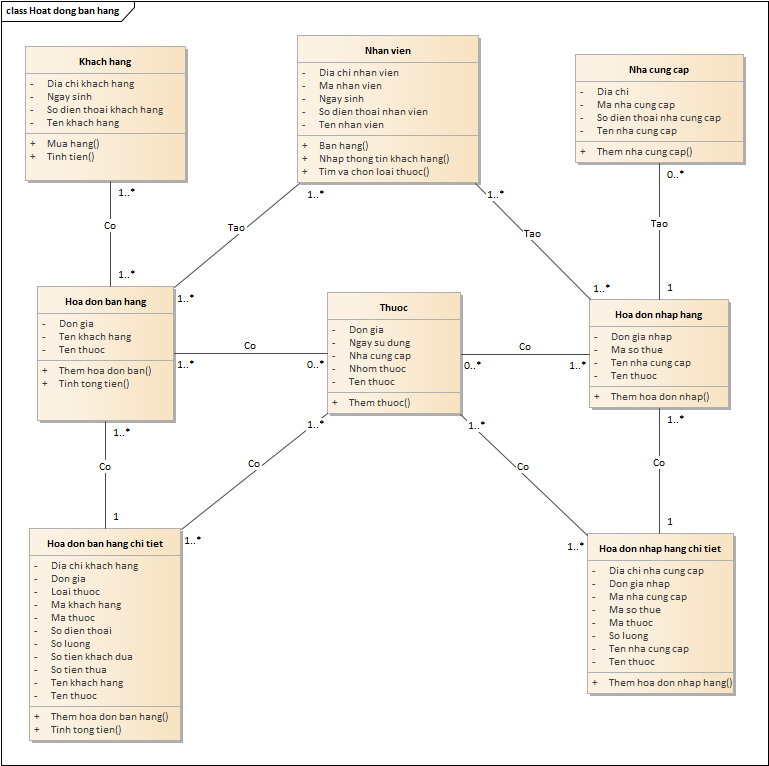 class Hoat dong ban hang
Khach hang
- Dia chi khach hang
- Ngay sinh
- So dien thoai khach hang
- Ten khach hang
+ Mua hang()
+ Tinh tien()
Nhan vien
- Dia chi nhan vien
- Ma nhan vien
- Ngay sinh
- So dien thoai nhan vien
- Ten nhan vien
+ Ban hang()
+ Nhap thong tin khach hang()
+ Tim va chon loai thuoc()
Nha cung cap
- Dia chi
- Ma nha cung cap
- So dien thoai nha cung cap
- Ten nha cung cap
+ Them nha cung cap()
1..*
Co
1..*
1..*
Tao
1..*
1..*
Tao
1..*
0..*
Tao
1
Hoa don ban hang
- Don gia
- Ten khach hang
- Ten thuoc
+ Them hoa don ban()
+ Tinh tong tien()
Thuoc
- Don gia
- Ngay su dung
- Nha cung cap
- Nhom thuoc
- Ten thuoc
+ Them thuoc()
Hoa don nhap hang
- Don gia nhap
- Ma so thue
- Ten nha cung cap
- Ten thuoc
+ Them hoa don nhap()
Co
1..*
0..*
Co
0..*
1..*
1..*
Co
1
1..*
Co
1..*
1..*
Co
1..*
1..*
Co
1
Hoa don ban hang chi tiet
- Dia chi khach hang
- Don gia
- Loai thuoc
- Ma khach hang
- Ma thuoc
- So dien thoai
- So luong
- So tien khach dua
- So tien thua
- Ten khach hang
- Ten thuoc
+ Them hoa don ban hang()
+ Tinh tong tien()
Hoa don nhap hang chi tiet
- Dia chi nha cung cap
- Don gia nhap
- Ma nha cung cap
- Ma so thue
- Ma thuoc
- So luong
- Ten nha cung cap
- Ten thuoc
+ Them hoa don nhap hang()